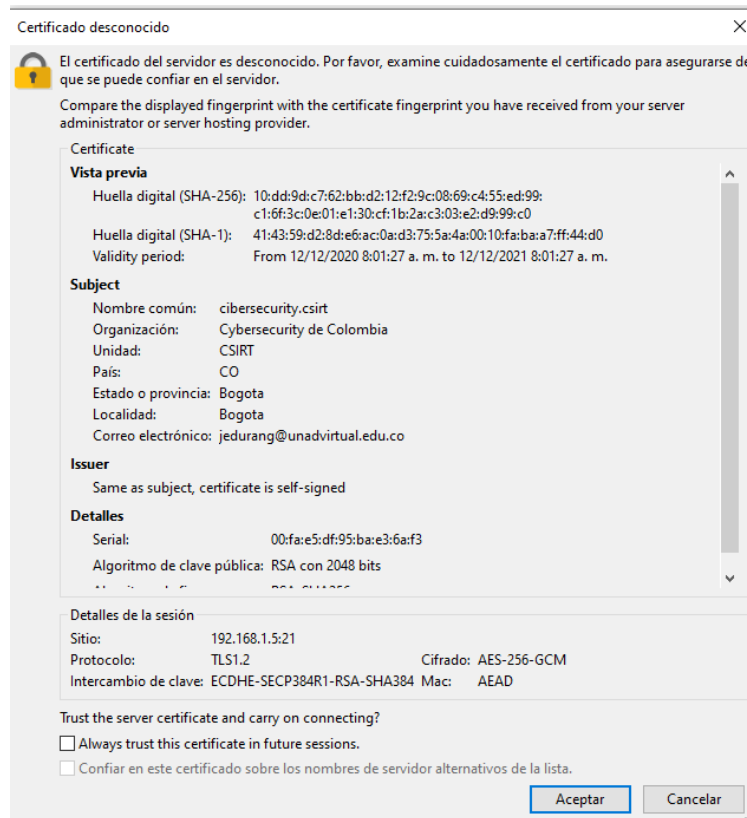 Certificado desconocido
El certificado del servidor es desconocido. Por favor, examine cuidadosamente el certificado para asegurarse de
que se puede confiar en el servidor.
Compare the displayed fingerprint with the certificate fingerprint you have received from your server
administrator or server hosting provider.
Certificate
Vista previa
Huella digital (SHA-256): 10:dd:9d:c7:62:bb:d2:12:f2:9c:08:69:c4:55:ed:99:
c1:6f:3c:0e:01:e1:30:cf:1b:2a:c3:03:e2:d9:99:c0
Huella digital (SHA-1): 41:43:59:d2:8d:e6:ac:0a:d3:75:5a:4a:00:10:fa:ba:a7:ff:44:d0
Validity period: From 12/12/2020 8:01:27 a. m. to 12/12/2021 8:01:27 a. m.
Subject
Nombre común: cibersecurity.csirt
Organización: Cybersecurity de Colombia
Unidad: CSIRT
País: CO
Estado o provincia: Bogota
Localidad: Bogota
Correo electrónico: jedurang@unadvirtual.edu.co
Issuer
Same as subject, certificate is self-signed
Detalles
Serial: 00:fa:e5:df:95:ba:e3:6a:f3
Algoritmo de clave pública: RSA con 2048 bits
Detalles de la sesión
Sitio: 192.168.1.5:21
Protocolo: TLS1.2 Cifrado: AES-256-GCM
Intercambio de clave: ECDHE-SECP384R1-RSA-SHA384 Mac: AEAD
Trust the server certificate and carry on connecting?
Always trust this certificate in future sessions.
Confiar en este certificado sobre los nombres de servidor alternativos de la lista.
Aceptar Cancelar